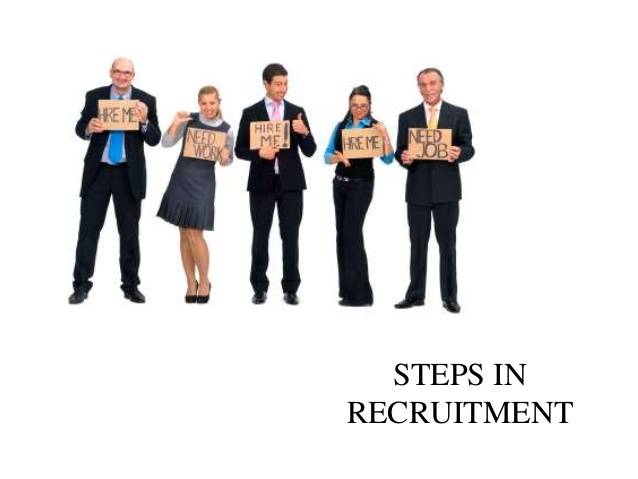 HIRE ME
NEED
WORK
HIRE
ME!
HIRE ME
NEED
JOB
STEPS IN
RECRUITMENT